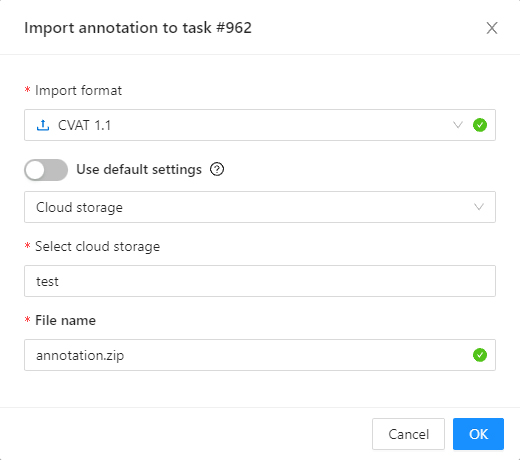 Import annotation to task #962
* Import format
CVAT 1.1
Use default settings
Cloud storage
* Select cloud storage
test
* File name
annotation.zip
Cancel OK